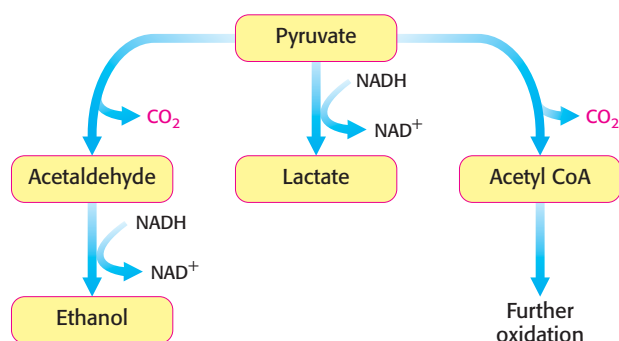 Pyruvate
NADH
CO₂
NAD⁺
CO₂
Acetaldehyde
Lactate
Acetyl CoA
NADH
NAD⁺
Ethanol
Further
oxidation